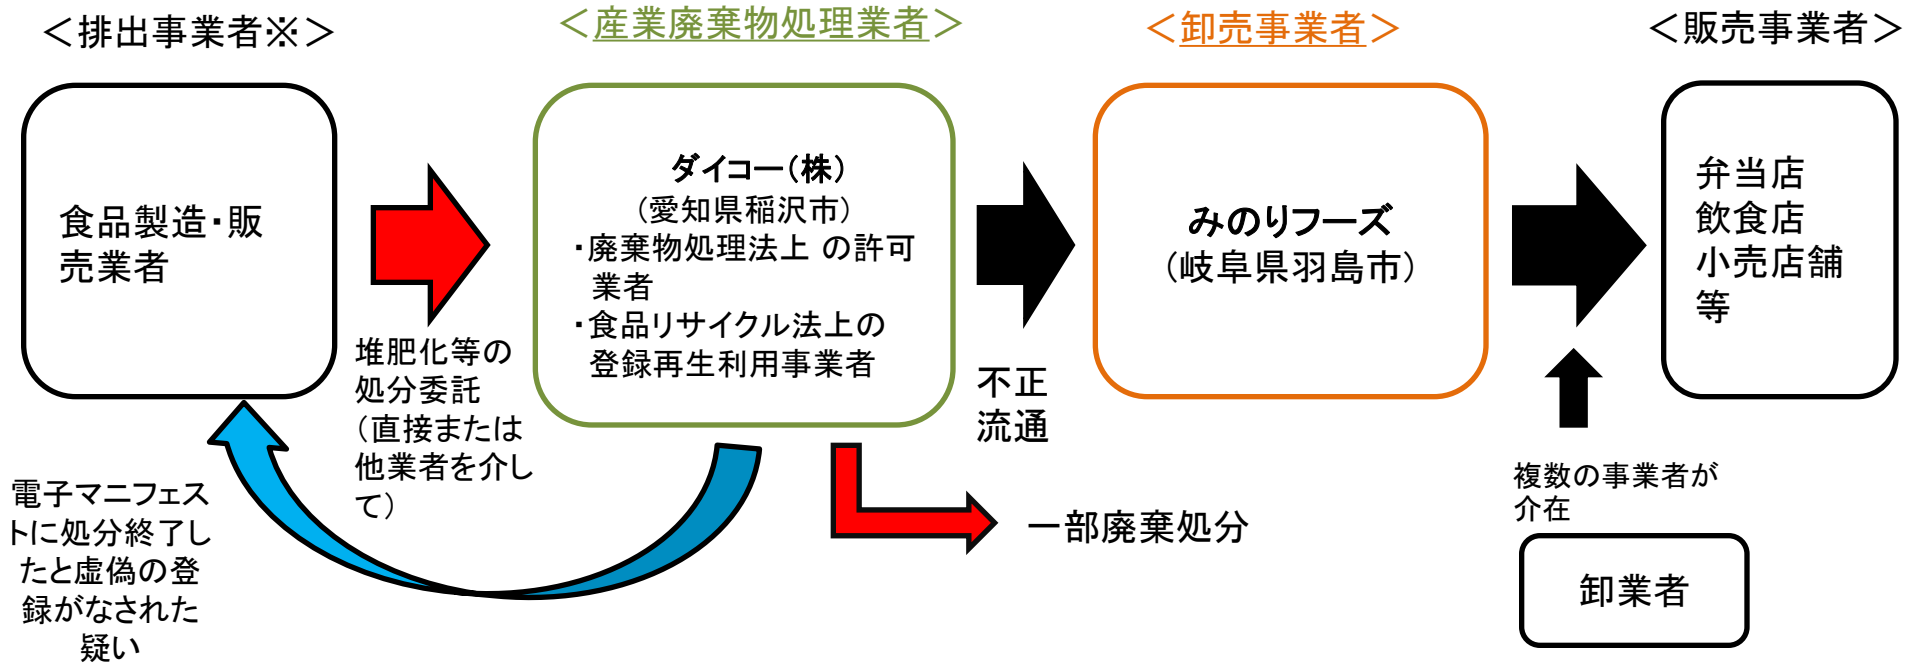 ＜排出事業者※＞
＜産業廃棄物処理業者＞
＜卸売事業者＞
＜販売事業者＞
食品製造・販
売業者
堆肥化等の
処分委託
（直接または
他業者を介し
て）
ダイコー（株）
（愛知県稲沢市）
・廃棄物処理法上 の許可
業者
・食品リサイクル法上の
登録再生利用事業者
不正
流通
みのりフーズ
（岐阜県羽島市）
弁当店
飲食店
小売店舗
等
電子マニフェス
トに処分終了し
たと虚偽の登
録がなされた
疑い
一部廃棄処分
複数の事業者が
介在
卸業者